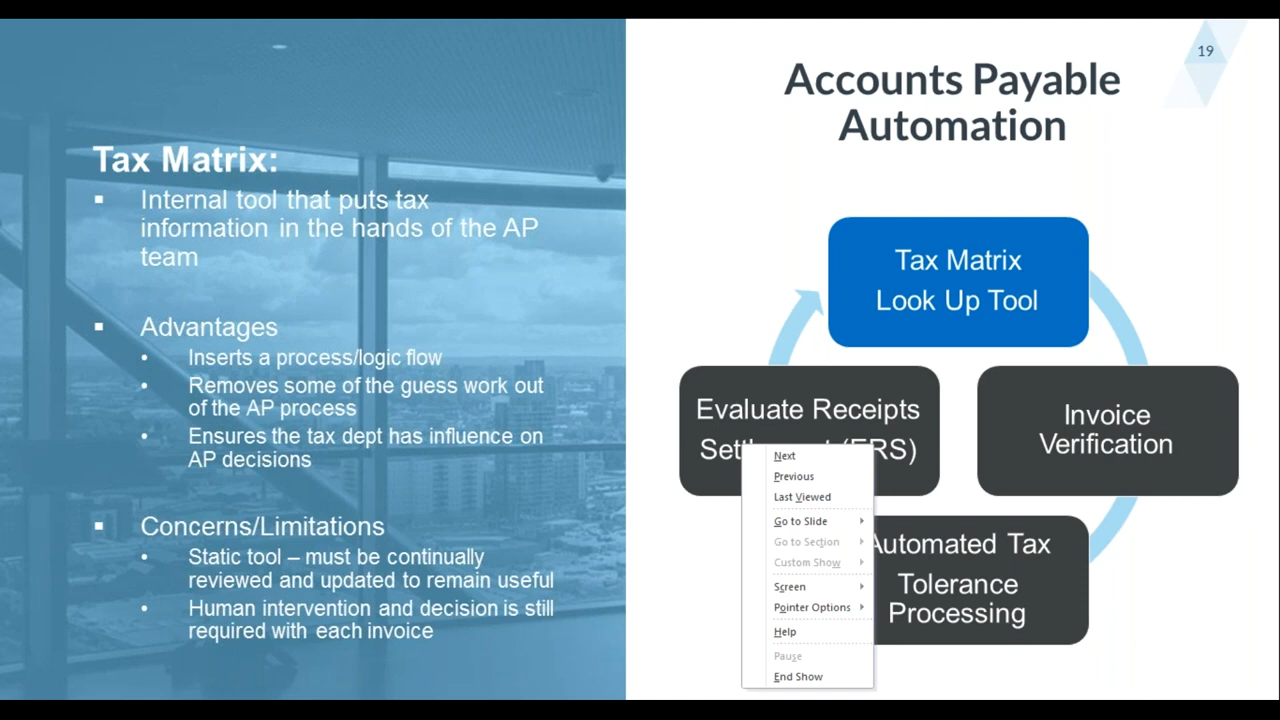 19
Accounts Payable
Automation
Tax Matrix:
Internal tool that puts tax
information in the hands of the AP
team
Advantages
Inserts a process/logic flow
Removes some of the guess work out
of the AP process
Ensures the tax dept has influence on
AP decisions
Concerns/Limitations
Static tool – must be continually
reviewed and updated to remain useful
Human intervention and decision is still
required with each invoice
Tax Matrix
Look Up Tool
Invoice
Verification
Automated Tax
Tolerance
Processing
Evaluate Receipts
(ERS)
Next
Previous
Last Viewed
Go to Slide
Go to Section
Custom Show
Screen
Pointer Options
Help
Pause
End Show